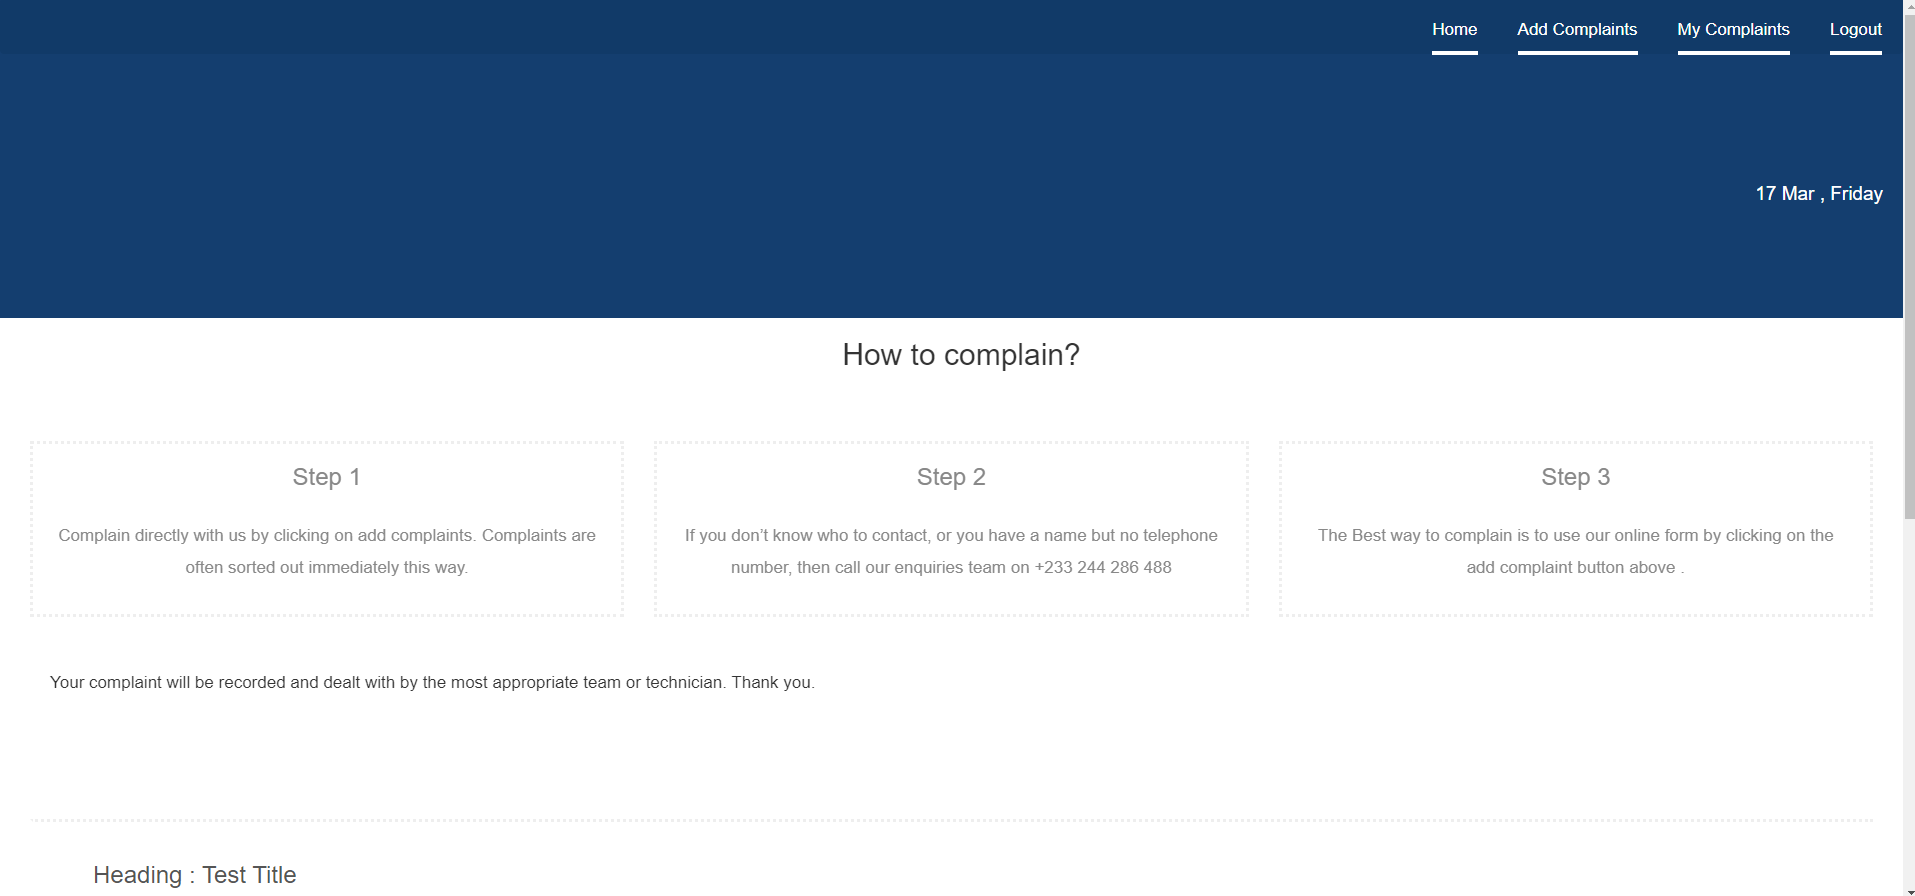 Home Add Complaints My Complaints Logout
17 Mar , Friday
How to complain?
Step 1
Complain directly with us by clicking on add complaints. Complaints are
often sorted out immediately this way.
Step 2
If you don’t know who to contact, or you have a name but no telephone
number, then call our enquiries team on +233 244 286 488
Step 3
The Best way to complain is to use our online form by clicking on the
add complaint button above .
Your complaint will be recorded and dealt with by the most appropriate team or technician. Thank you.
Heading : Test Title